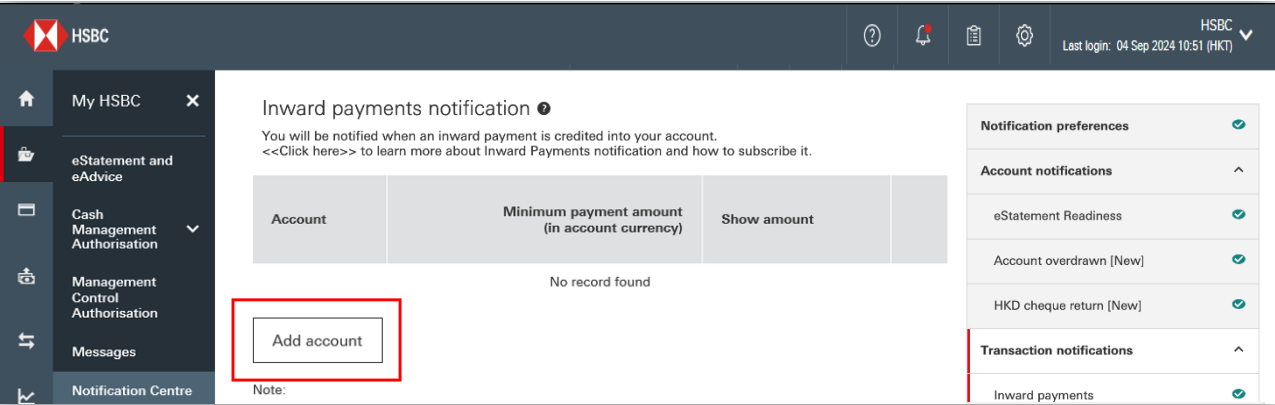 HSBC
HSBC
Last login: 04 Sep 2024 10:51 (HKT)
My HSBC
eStatement and
eAdvice
Cash
Management
Authorisation
Management
Control
Authorisation
Messages
Notification Centre
Inward payments notification
You will be notified when an inward payment is credited into your account.
<<Click here>> to learn more about Inward Payments notification and how to subscribe it.
Account
Minimum payment amount
(in account currency)
Show amount
No record found
Add account
Note:
Notification preferences
Account notifications
eStatement Readiness
Account overdrawn [New]
HKD cheque return [New]
Transaction notifications
Inward payments